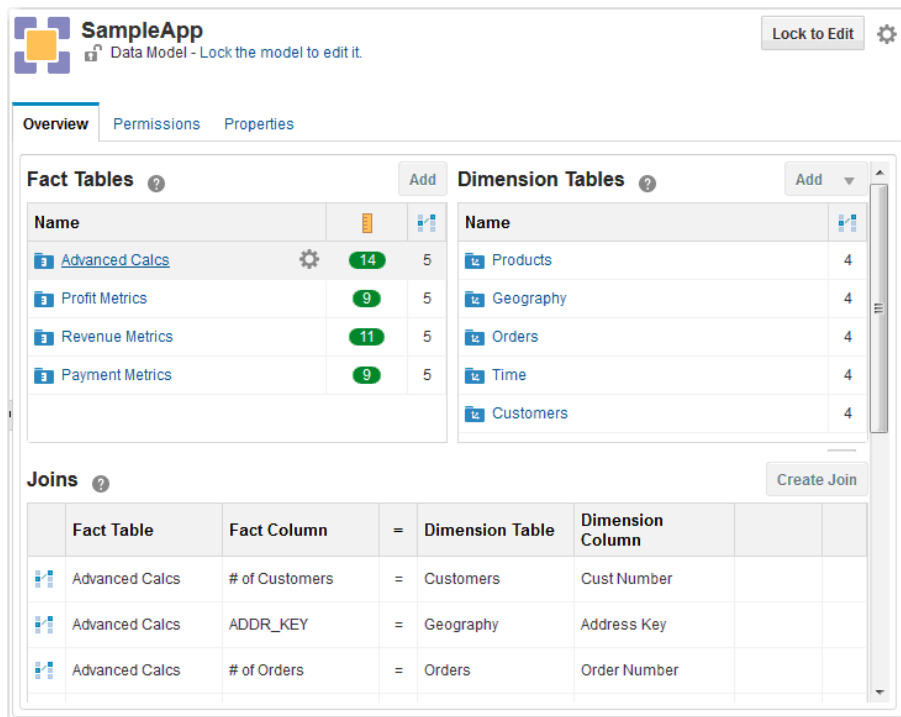 SampleApp
Lock to Edit
Data Model - Lock the model to edit it.
Overview Permissions Properties
Fact Tables ? Add
Name
Advanced Calcs 14 5
Profit Metrics 9 5
Revenue Metrics 11 5
Payment Metrics 9 5
Dimension Tables ? Add
Name
Products 4
Geography 4
Orders 4
Time 4
Customers 4
Joins ? Create Join
Fact Table Fact Column = Dimension Table Dimension
Column
Advanced Calcs # of Customers = Customers Cust Number
Advanced Calcs ADDR_KEY = Geography Address Key
Advanced Calcs # of Orders = Orders Order Number